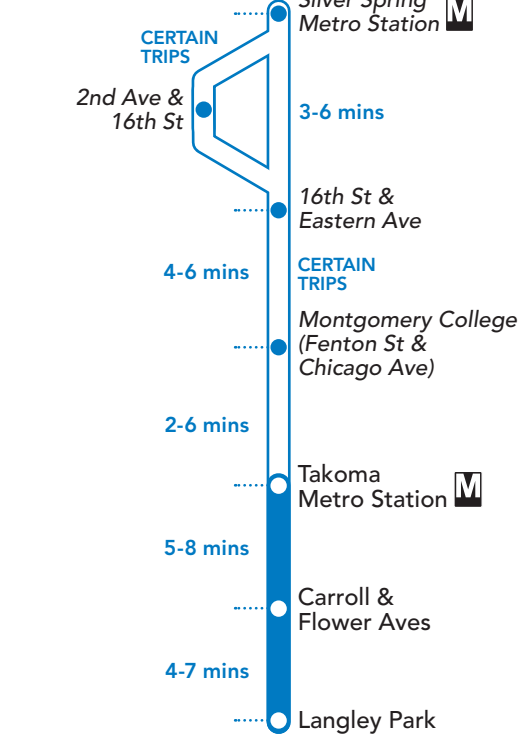 Silver Spring
Metro Station M
CERTAIN
TRIPS
2nd Ave &
16th St
3-6 mins
16th St &
Eastern Ave
4-6 mins
CERTAIN
TRIPS
Montgomery College
(Fenton St &
Chicago Ave)
2-6 mins
Takoma
Metro Station M
5-8 mins
Carroll &
Flower Aves
4-7 mins
Langley Park